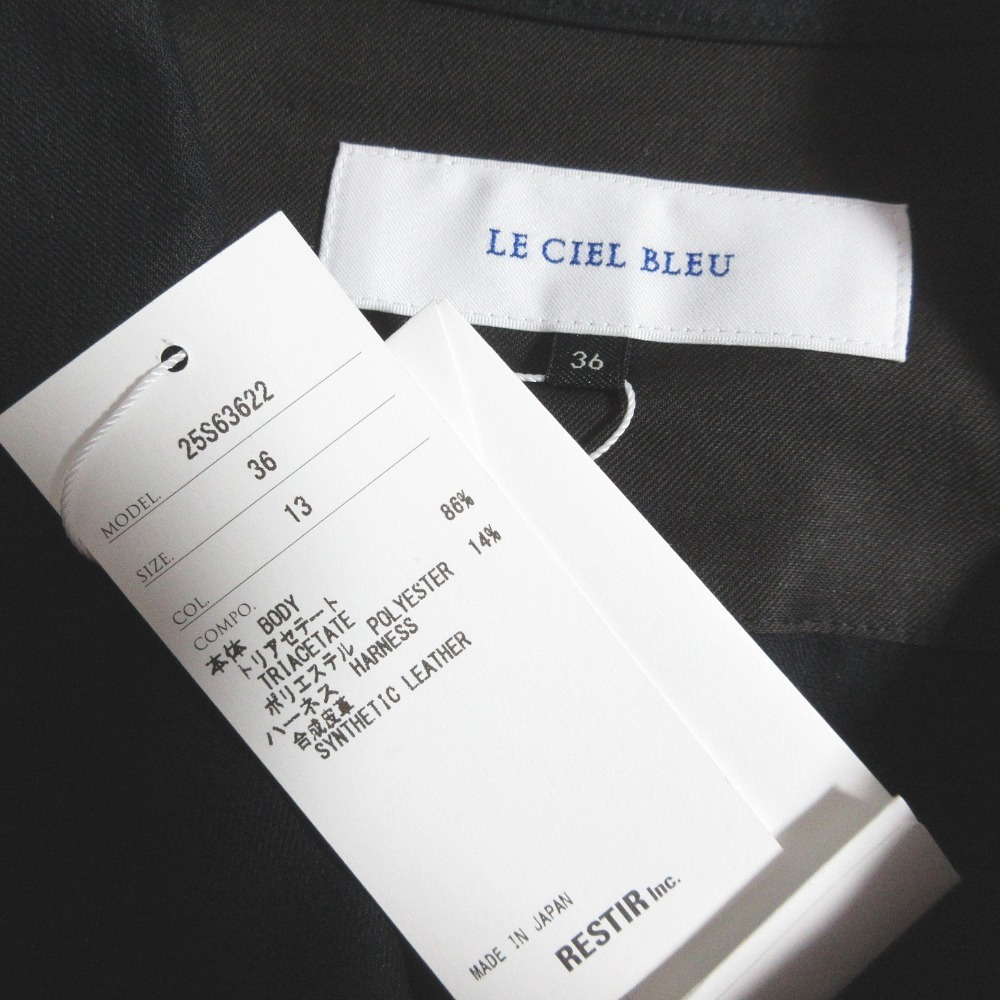 LE CIEL BLEU
36
MODEL. 25S63622
SIZE. 36
COL. 13
COMPO.
本体 BODY
トリアセテート
TRIACETATE 86%
ポリエステル POLYESTER 14%
ハーネス HARNESS
合成皮革
SYNTHETIC LEATHER
MADE IN JAPAN
RESTIR Inc.